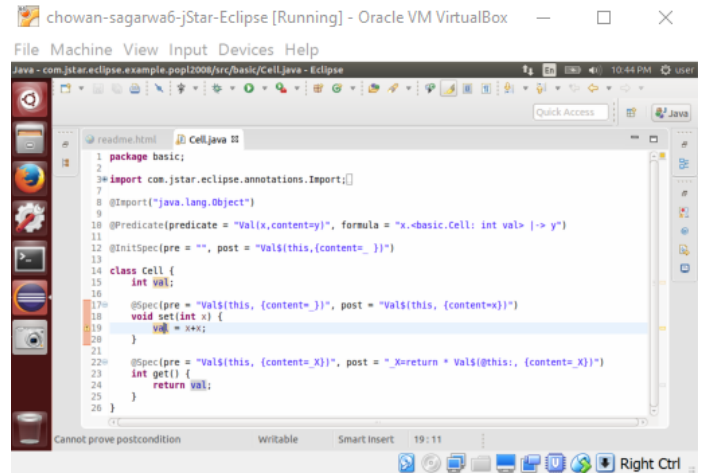 chowan-sagarwa6-jStar-Eclipse [Running] - Oracle VM VirtualBox
File Machine View Input Devices Help
Java - com.jstar.eclipse.example.popl2008/src/basic/Cell.java - Eclipse
En 10:44 PM user
Quick Access Java
readme.html Cell.java
1 package basic;
2
3 import com.jstar.eclipse.annotations.Import;
7
8 @Import("java.lang.Object")
9
10 @Predicate(predicate = "Val(x,content=y)", formula = "x.<basic.Cell: int val> |-> y")
11
12 @InitSpec(pre = "", post = "Val$(this,{content=_ })")
13
14 class Cell {
15 int val;
16
17 @Spec(pre = "Val$(this, {content=_})", post = "Val$(this, {content=x})")
18 void set(int x) {
19 val = x+x;
20 }
21
22 @Spec(pre = "Val$(this, {content=_X})", post = "_X=return * Val$(@this:, {content=_X})")
23 int get() {
24 return val;
25 }
26 }
Cannot prove postcondition Writable Smart Insert 19 : 11
Right Ctrl